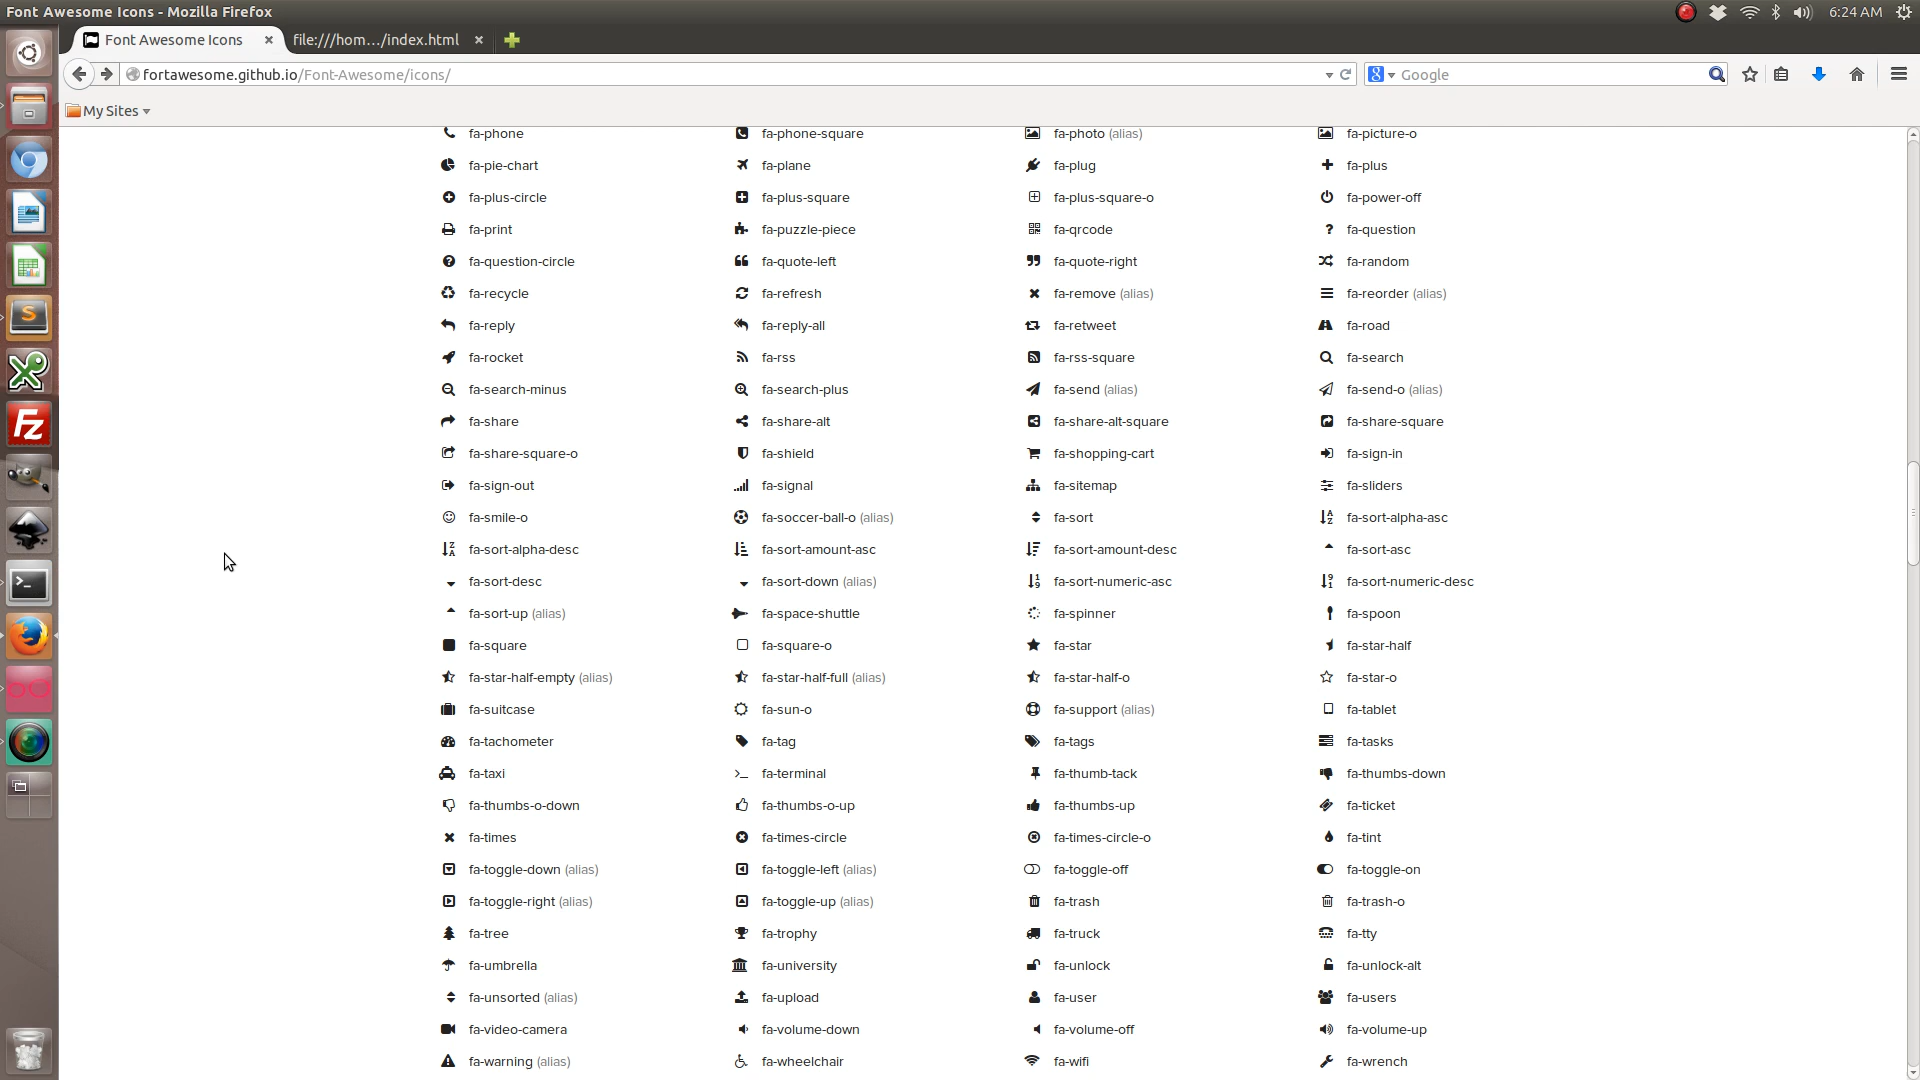 Font Awesome Icons - Mozilla Firefox
6:24 AM
Font Awesome Icons
file:///hom…/index.html
fortawesome.github.io/Font-Awesome/icons/
Google
My Sites
fa-phone fa-phone-square fa-photo (alias) fa-picture-o
fa-pie-chart fa-plane fa-plug fa-plus
fa-plus-circle fa-plus-square fa-plus-square-o fa-power-off
fa-print fa-puzzle-piece fa-qrcode fa-question
fa-question-circle fa-quote-left fa-quote-right fa-random
fa-recycle fa-refresh fa-remove (alias) fa-reorder (alias)
fa-reply fa-reply-all fa-retweet fa-road
fa-rocket fa-rss fa-rss-square fa-search
fa-search-minus fa-search-plus fa-send (alias) fa-send-o (alias)
fa-share fa-share-alt fa-share-alt-square fa-share-square
fa-share-square-o fa-shield fa-shopping-cart fa-sign-in
fa-sign-out fa-signal fa-sitemap fa-sliders
fa-smile-o fa-soccer-ball-o (alias) fa-sort fa-sort-alpha-asc
fa-sort-alpha-desc fa-sort-amount-asc fa-sort-amount-desc fa-sort-asc
fa-sort-desc fa-sort-down (alias) fa-sort-numeric-asc fa-sort-numeric-desc
fa-sort-up (alias) fa-space-shuttle fa-spinner fa-spoon
fa-square fa-square-o fa-star fa-star-half
fa-star-half-empty (alias) fa-star-half-full (alias) fa-star-half-o fa-star-o
fa-suitcase fa-sun-o fa-support (alias) fa-tablet
fa-tachometer fa-tag fa-tags fa-tasks
fa-taxi fa-terminal fa-thumb-tack fa-thumbs-down
fa-thumbs-o-down fa-thumbs-o-up fa-thumbs-up fa-ticket
fa-times fa-times-circle fa-times-circle-o fa-tint
fa-toggle-down (alias) fa-toggle-left (alias) fa-toggle-off fa-toggle-on
fa-toggle-right (alias) fa-toggle-up (alias) fa-trash fa-trash-o
fa-tree fa-trophy fa-truck fa-tty
fa-umbrella fa-university fa-unlock fa-unlock-alt
fa-unsorted (alias) fa-upload fa-user fa-users
fa-video-camera fa-volume-down fa-volume-off fa-volume-up
fa-warning (alias) fa-wheelchair fa-wifi fa-wrench